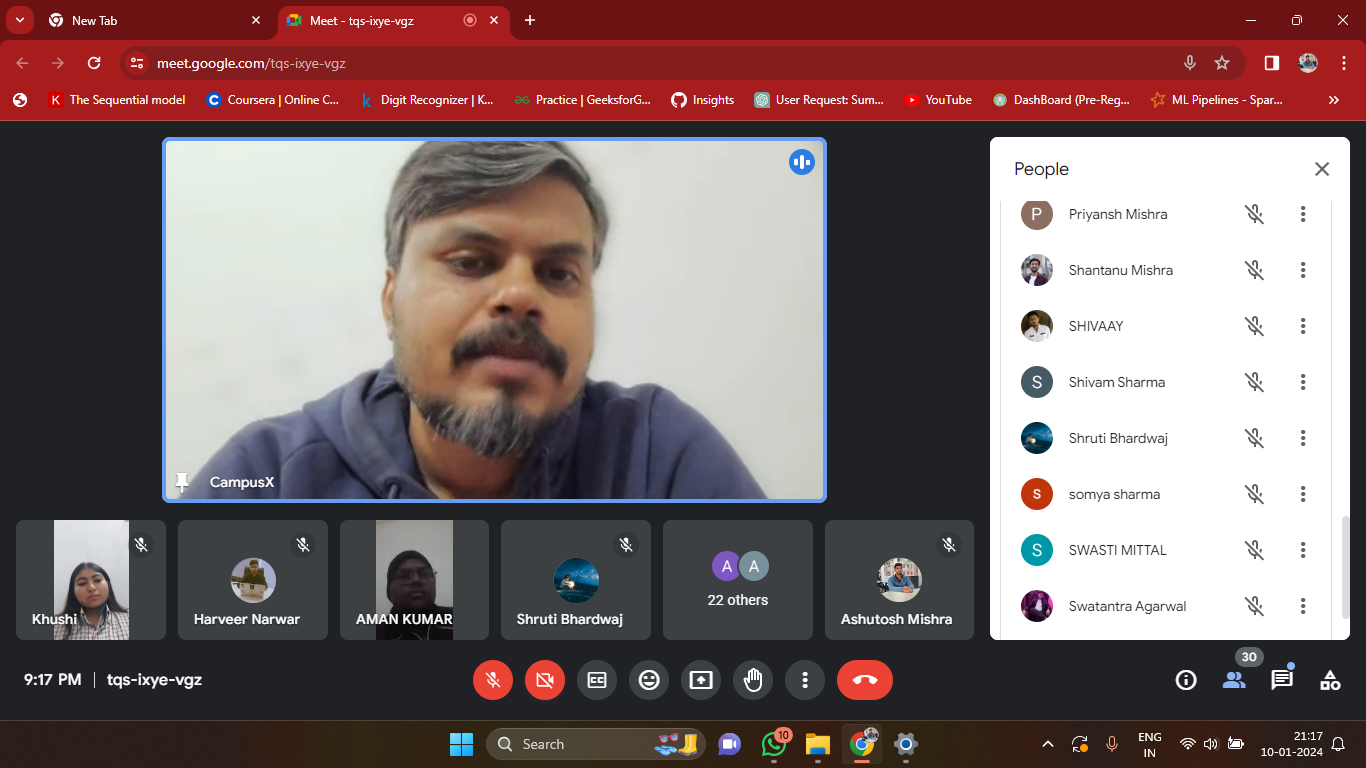 New Tab
Meet - tqs-ixye-vgz
meet.google.com/tqs-ixye-vgz
K The Sequential model
C Coursera | Online C...
k Digit Recognizer | K...
Practice | GeeksforG...
Insights
User Request: Sum...
YouTube
DashBoard (Pre-Reg...
ML Pipelines - Spar...
CampusX
Khushi
Harveer Narwar
AMAN KUMAR
Shruti Bhardwaj
A A
22 others
Ashutosh Mishra
People
P Priyansh Mishra
Shantanu Mishra
SHIVAAY
S Shivam Sharma
Shruti Bhardwaj
s somya sharma
S SWASTI MITTAL
Swatantra Agarwal
9:17 PM | tqs-ixye-vgz
30
Search
10
ENG
IN
21:17
10-01-2024